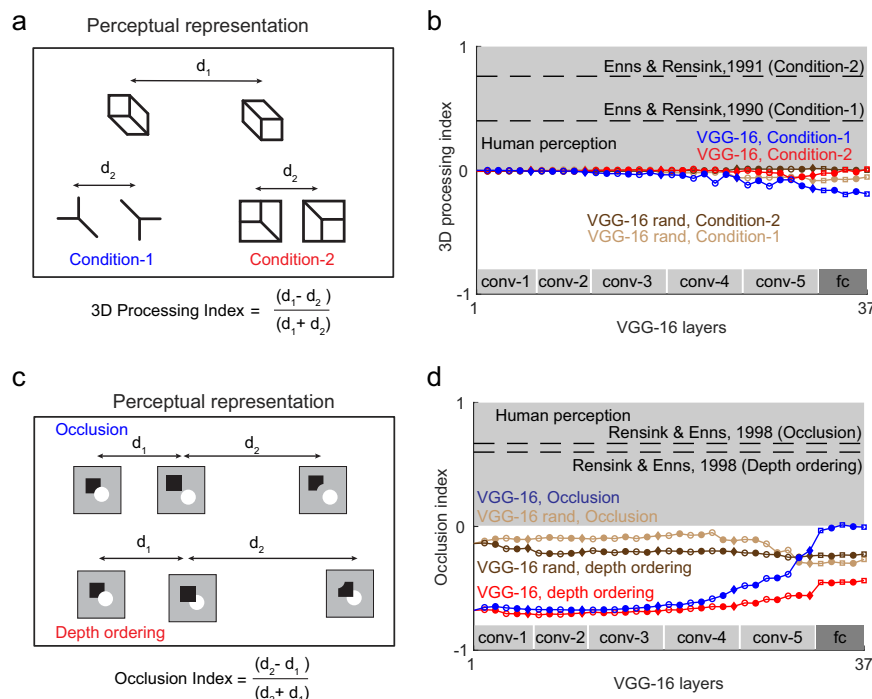 a
Perceptual representation
d1
d2
d2
Condition-1
Condition-2
3D Processing Index = (d1- d2 )
(d1+ d2)
b
1
Enns & Rensink,1991 (Condition-2)
Enns & Rensink,1990 (Condition-1)
Human perception
VGG-16, Condition-1
VGG-16, Condition-2
0
3D processing index
VGG-16 rand, Condition-2
VGG-16 rand, Condition-1
conv-1 conv-2 conv-3 conv-4 conv-5 fc
-1
1 37
VGG-16 layers
c
Perceptual representation
Occlusion
d1 d2
d1 d2
Depth ordering
Occlusion Index = (d2- d1 )
(d2+ d1)
d
1
Human perception
Rensink & Enns, 1998 (Occlusion)
Rensink & Enns, 1998 (Depth ordering)
VGG-16, Occlusion
VGG-16 rand, Occlusion
0
Occlusion index
VGG-16 rand, depth ordering
VGG-16, depth ordering
conv-1 conv-2 conv-3 conv-4 conv-5 fc
-1
1 37
VGG-16 layers